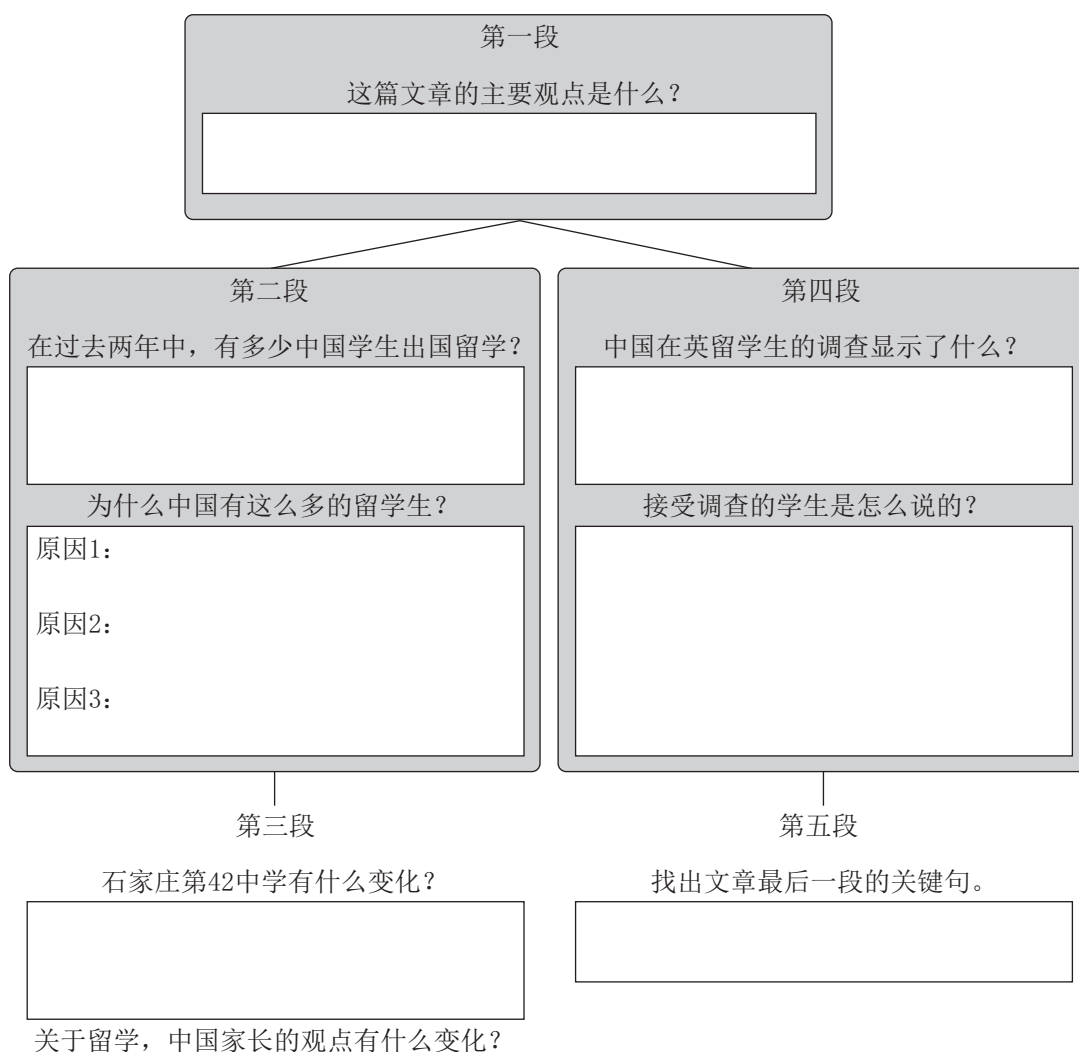 第一段
这篇文章的主要观点是什么？
第二段
在过去两年中，有多少中国学生出国留学？
为什么中国有这么多的留学生？
原因1：
原因2：
原因3：
第四段
中国在英留学生的调查显示了什么？
接受调查的学生是怎么说的？
第三段
石家庄第42中学有什么变化？
关于留学，中国家长的观点有什么变化？
第五段
找出文章最后一段的关键句。